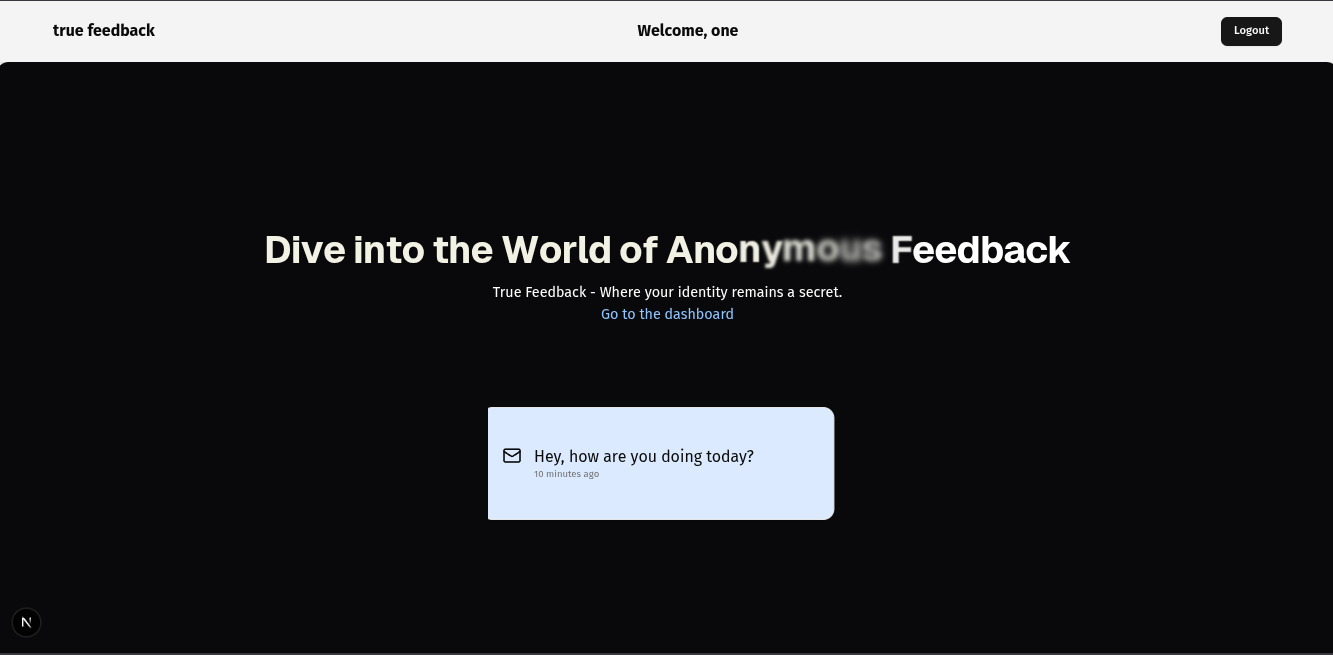 true feedback
Welcome, one
Logout
Dive into the World of Anonymous Feedback
True Feedback - Where your identity remains a secret.
Go to the dashboard
Hey, how are you doing today?
10 minutes ago
N